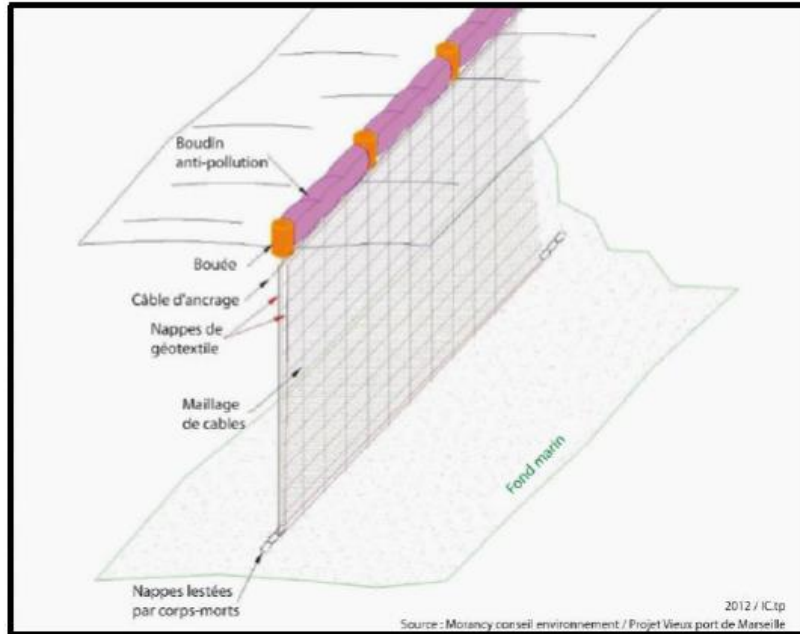 Boudin
anti-pollution
Bouée
Câble d'ancrage
Nappes de
géotextile
Maillage
de cables
Fond marin
Nappes lestées
par corps-morts
2012 / IC.tp
Source : Morancy conseil environnement / Projet Vieux port de Marseille